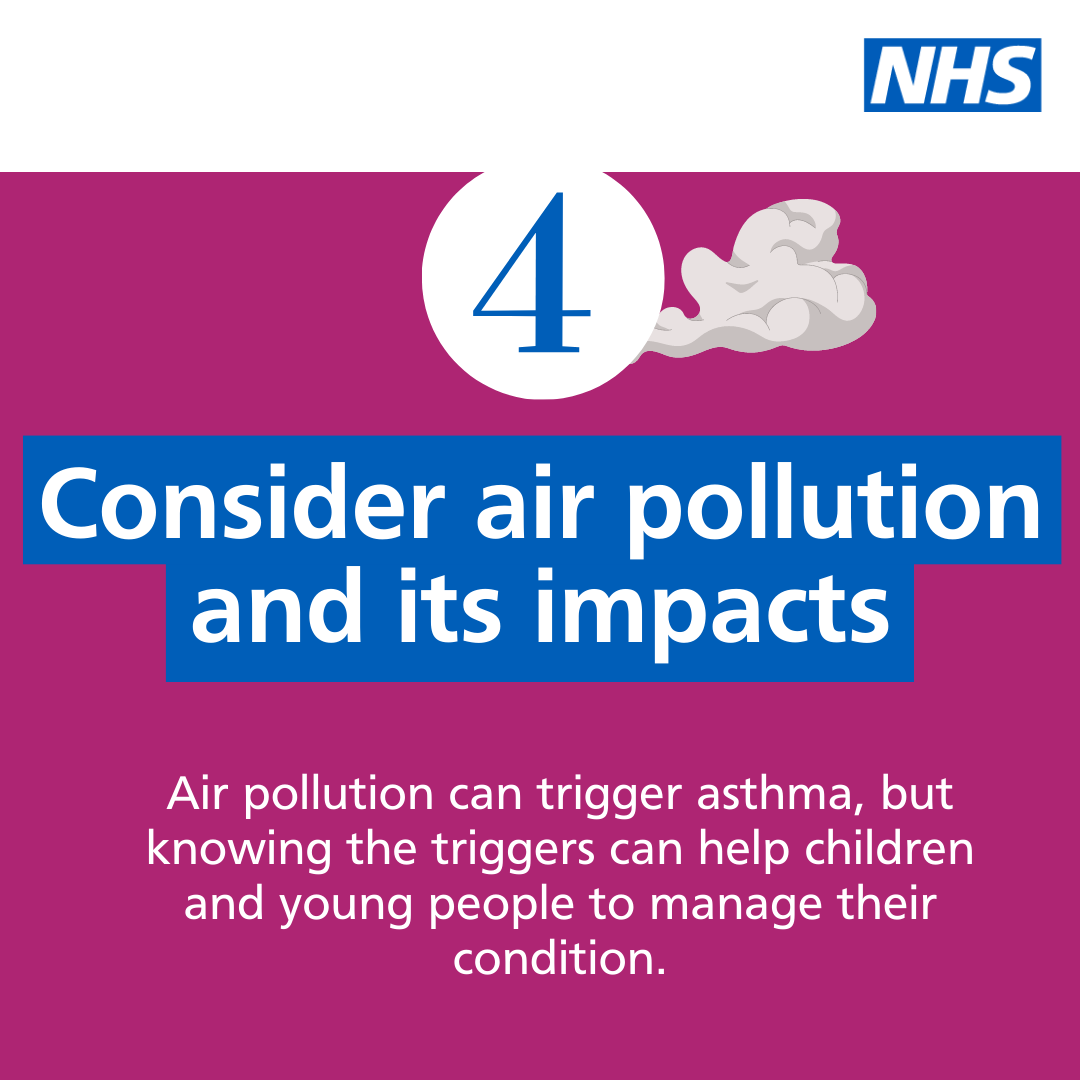 NHS
4
Consider air pollution
and its impacts
Air pollution can trigger asthma, but
knowing the triggers can help children
and young people to manage their
condition.